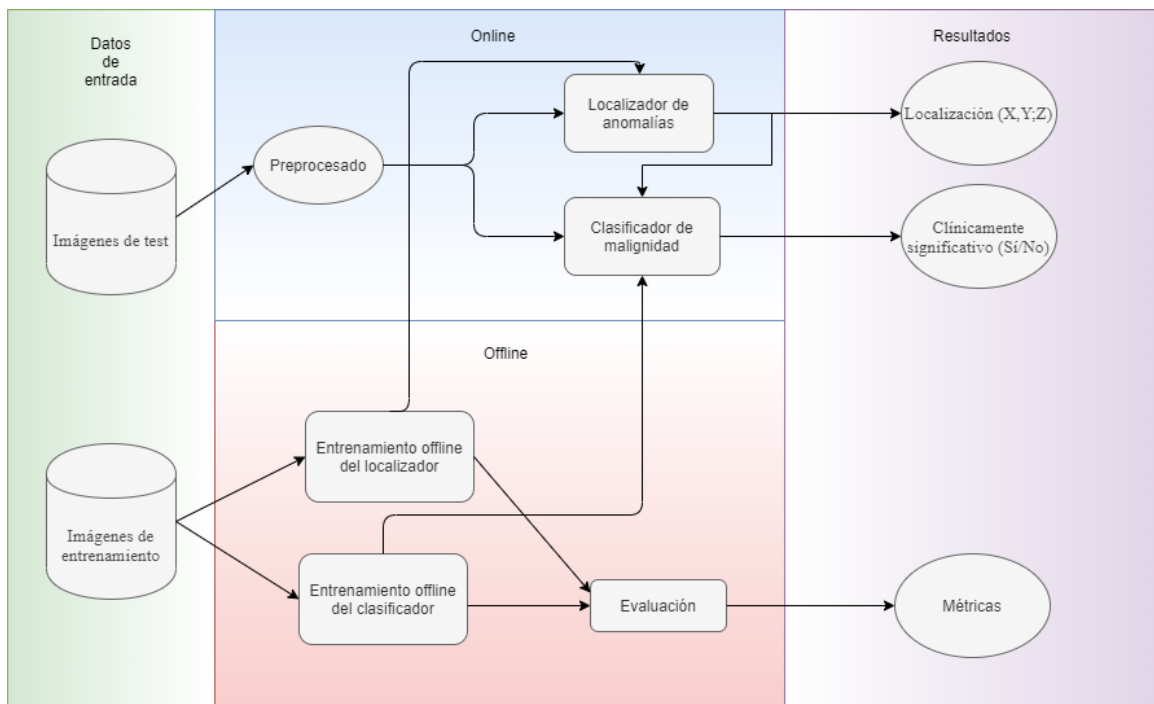 Datos
de
entrada
Online
Resultados
Localizador de
anomalías
Localización (X,Y;Z)
Preprocesado
Imágenes de test
Clasificador de
malignidad
Clínicamente
significativo (Sí/No)
Offline
Entrenamiento offline
del localizador
Imágenes de
entrenamiento
Entrenamiento offline
del clasificador
Evaluación
Métricas